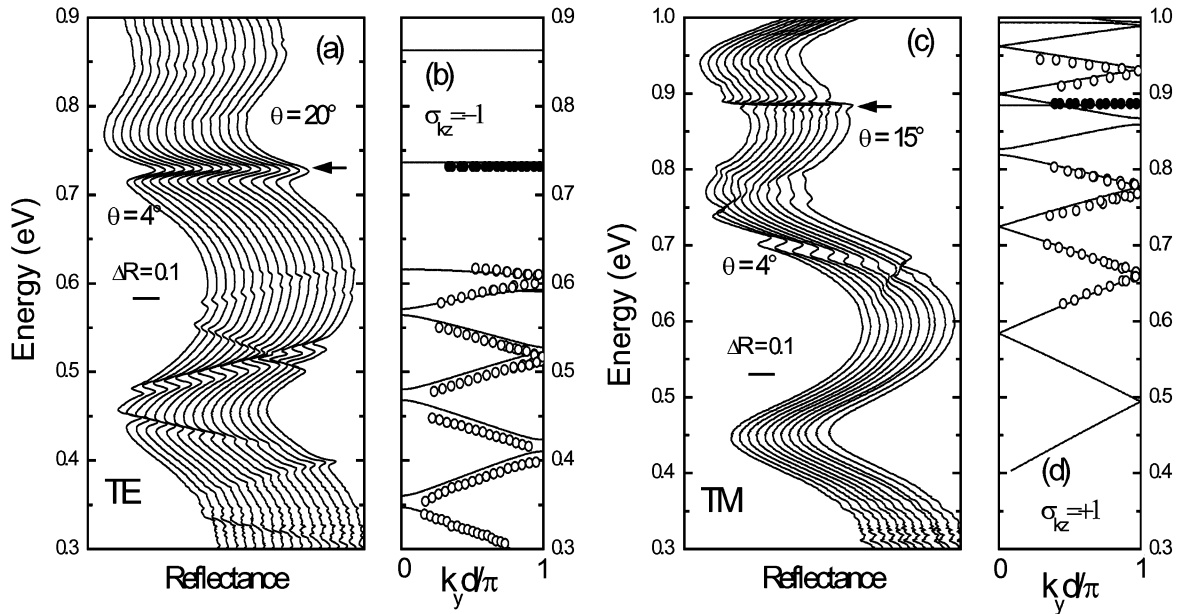 Energy (eV)
0.9
0.8
0.7
0.6
0.5
0.4
0.3
(a)
θ = 20°
θ = 4°
ΔR = 0.1
TE
Reflectance
(b)
σkz=-1
0.9
0.8
0.7
0.6
0.5
0.4
0.3
0
1
kyd/π
Energy (eV)
1.0
0.9
0.8
0.7
0.6
0.5
0.4
0.3
(c)
θ = 15°
θ = 4°
ΔR = 0.1
TM
Reflectance
(d)
σkz=+1
1.0
0.9
0.8
0.7
0.6
0.5
0.4
0.3
0
1
kyd/π